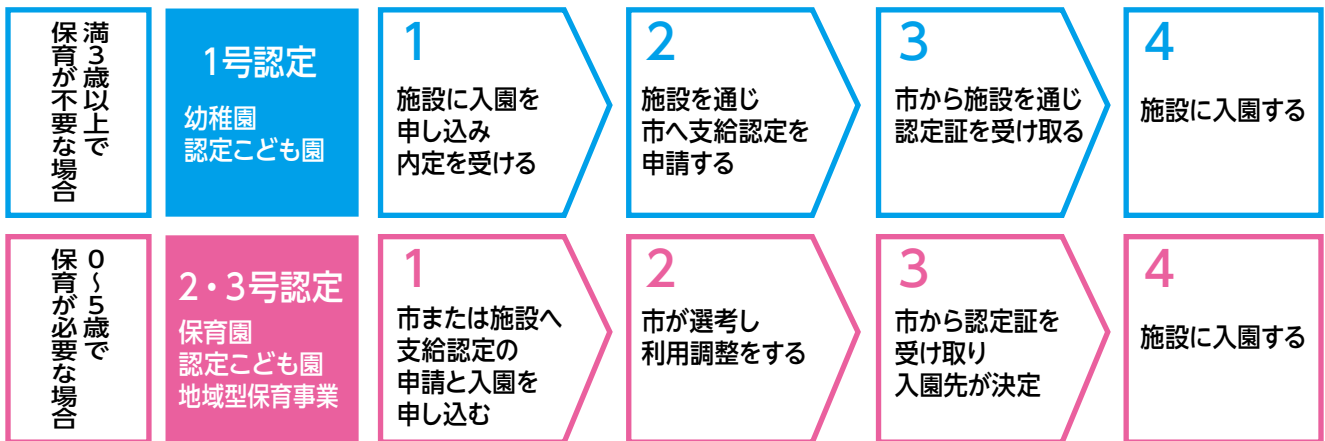 満３歳以上で
保育が不要な場合
1号認定
幼稚園
認定こども園
1
施設に入園を
申し込み
内定を受ける
2
施設を通じ
市へ支給認定を
申請する
3
市から施設を通じ
認定証を受け取る
4
施設に入園する
０～５歳で
保育が必要な場合
2・3号認定
保育園
認定こども園
地域型保育事業
1
市または施設へ
支給認定の
申請と入園を
申し込む
2
市が選考し
利用調整をする
3
市から認定証を
受け取り
入園先が決定
4
施設に入園する